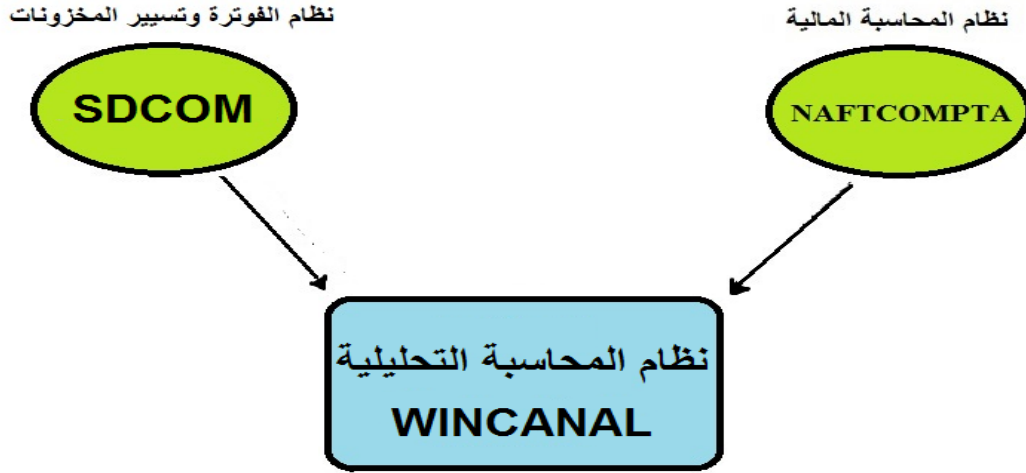 نظام الفوترة وتسيير المخزونات
نظام المحاسبة المالية
SDCOM
NAFTCOMPTA
نظام المحاسبة التحليلية
WINCANAL